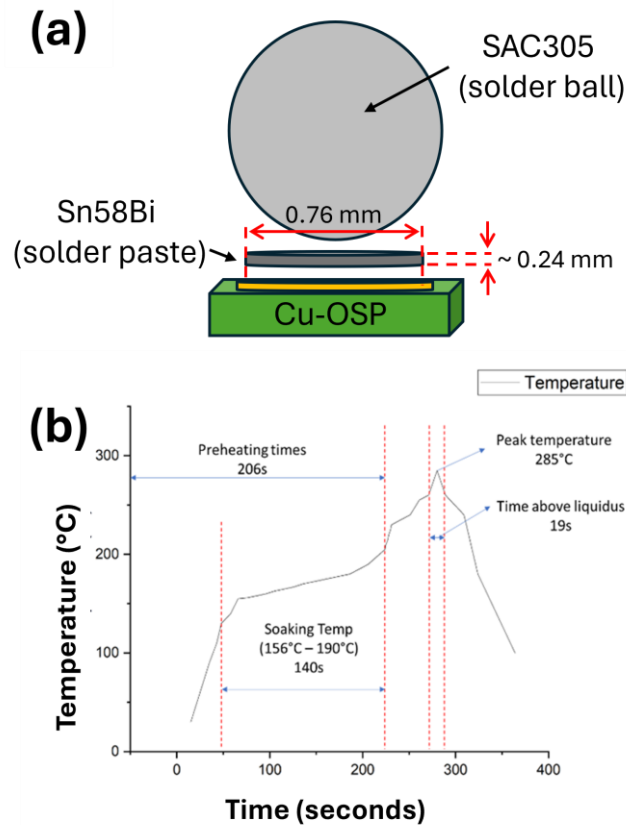 (a)
SAC305
(solder ball)
Sn58Bi
(solder paste)
0.76 mm
~ 0.24 mm
Cu-OSP
(b)
Temperature
Preheating times
206s
Peak temperature
285°C
Time above liquidus
19s
Soaking Temp
(156°C – 190°C)
140s
Temperature (°C)
300
200
100
0
0
100
200
300
400
Time (seconds)